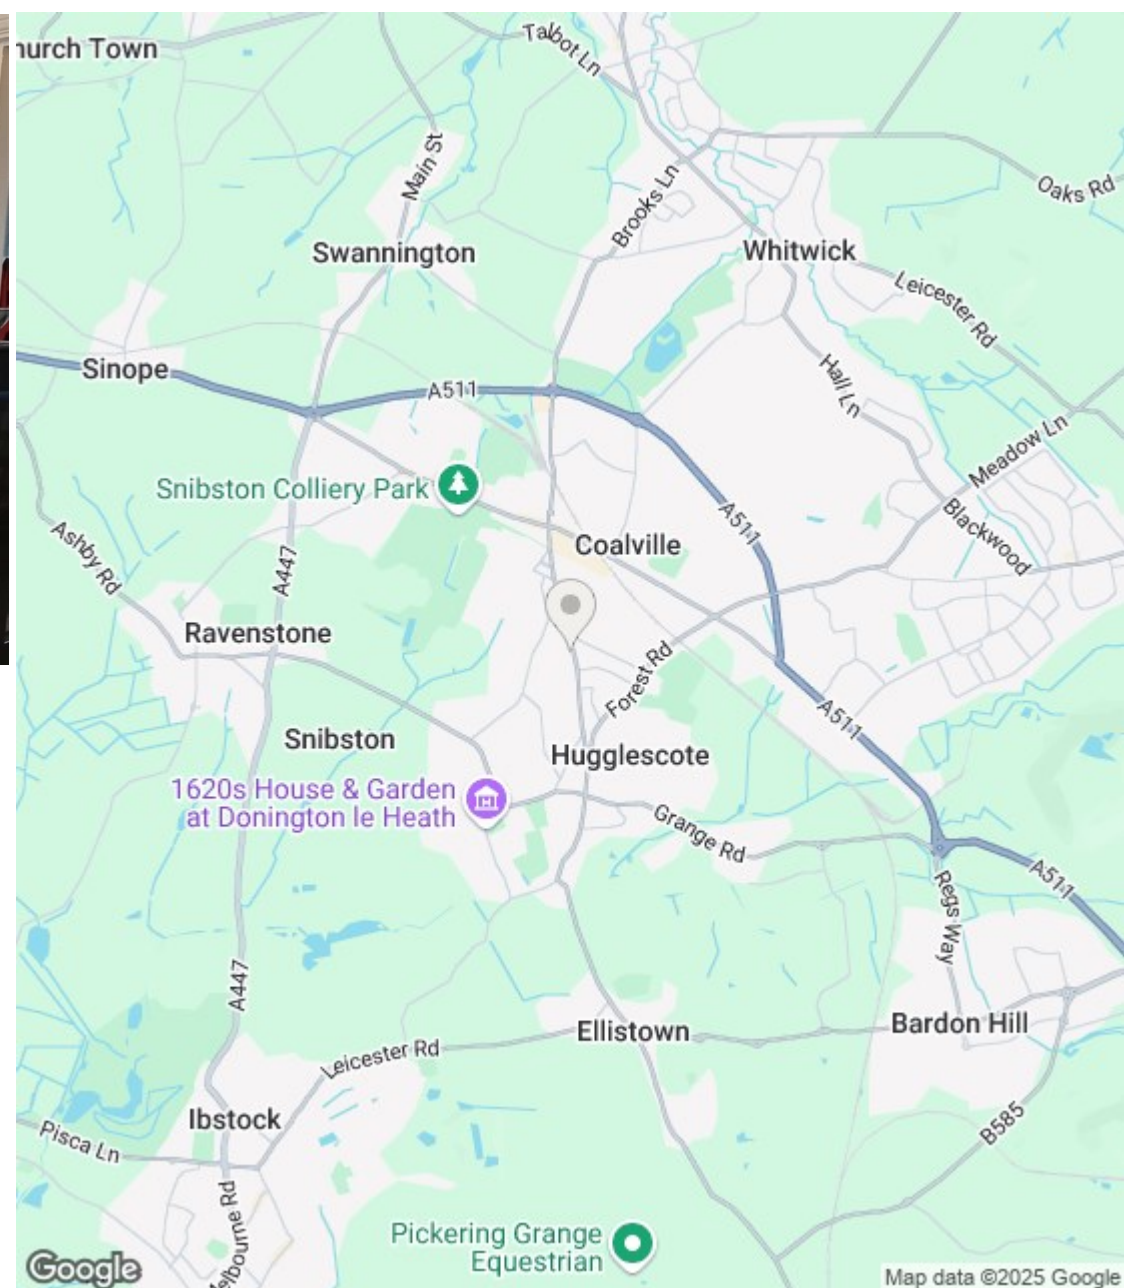 hurch Town
Talbot Ln
Main St
Oaks Rd
Brooks Ln
Swannington
Whitwick
Leicester Rd
Sinope
A511
Hall Ln
Meadow Ln
Snibston Colliery Park
Blackwood
A511
Ashby Rd
Coalville
A447
Ravenstone
Forest Rd
A511
Snibston
Hugglescote
1620s House & Garden
at Donington le Heath
Grange Rd
A511
Regs Way
A447
Ellistown
Bardon Hill
Leicester Rd
Ibstock
B585
Pisca Ln
Melbourne Rd
Pickering Grange
Equestrian
Google
Map data ©2025 Google